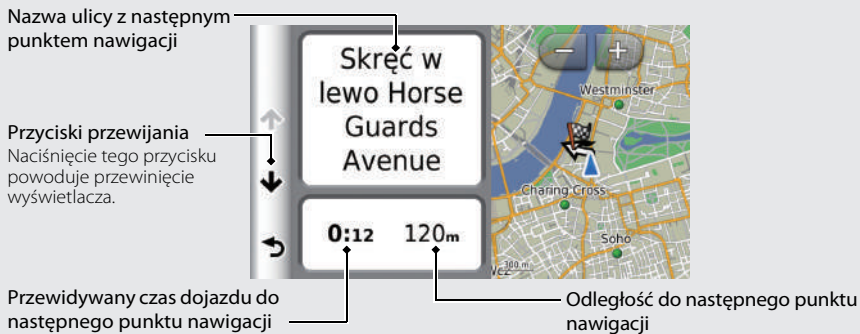 Nazwa ulicy z następnym
punktem nawigacji
Przyciski przewijania
Naciśnięcie tego przycisku
powoduje przewinięcie
wyświetlacza.
Skręć w
lewo Horse
Guards
Avenue
0:12 120m
Westminster
Charing Cross
Soho
300 m
Przewidywany czas dojazdu do
następnego punktu nawigacji
Odległość do następnego punktu
nawigacji